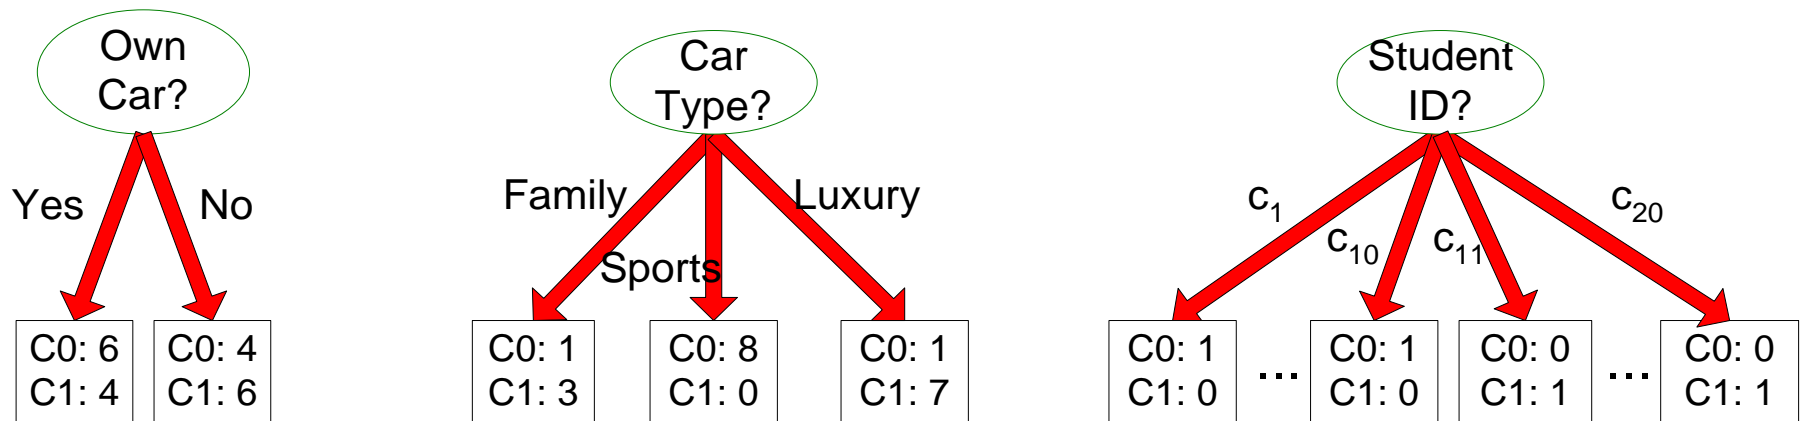 Own
Car?
Yes
No
C0: 6
C1: 4
C0: 4
C1: 6
Car
Type?
Family
Sports
Luxury
C0: 1
C1: 3
C0: 8
C1: 0
C0: 1
C1: 7
Student
ID?
c1
c10
c11
c20
C0: 1
C1: 0
...
C0: 1
C1: 0
C0: 0
C1: 1
...
C0: 0
C1: 1